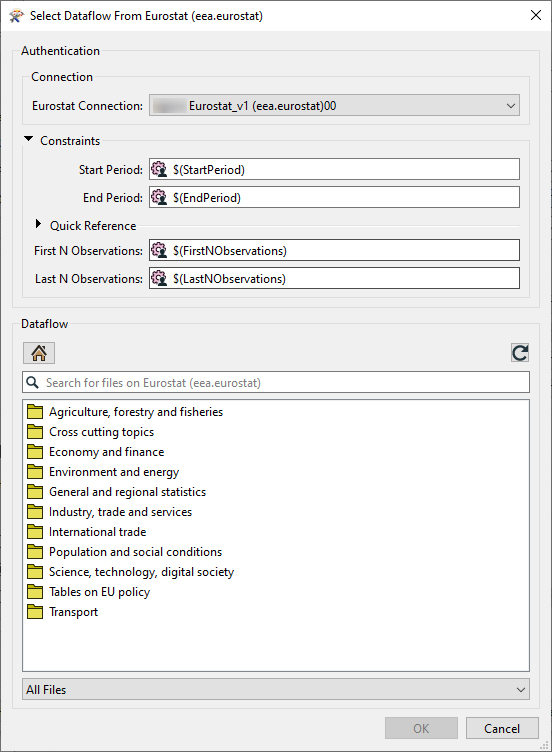 Select Dataflow From Eurostat (eea.eurostat)
Authentication
Connection
Eurostat Connection: Eurostat_v1 (eea.eurostat)00
Constraints
Start Period: $(StartPeriod)
End Period: $(EndPeriod)
Quick Reference
First N Observations: $(FirstNObservations)
Last N Observations: $(LastNObservations)
Dataflow
Search for files on Eurostat (eea.eurostat)
Agriculture, forestry and fisheries
Cross cutting topics
Economy and finance
Environment and energy
General and regional statistics
Industry, trade and services
International trade
Population and social conditions
Science, technology, digital society
Tables on EU policy
Transport
All Files
OK Cancel